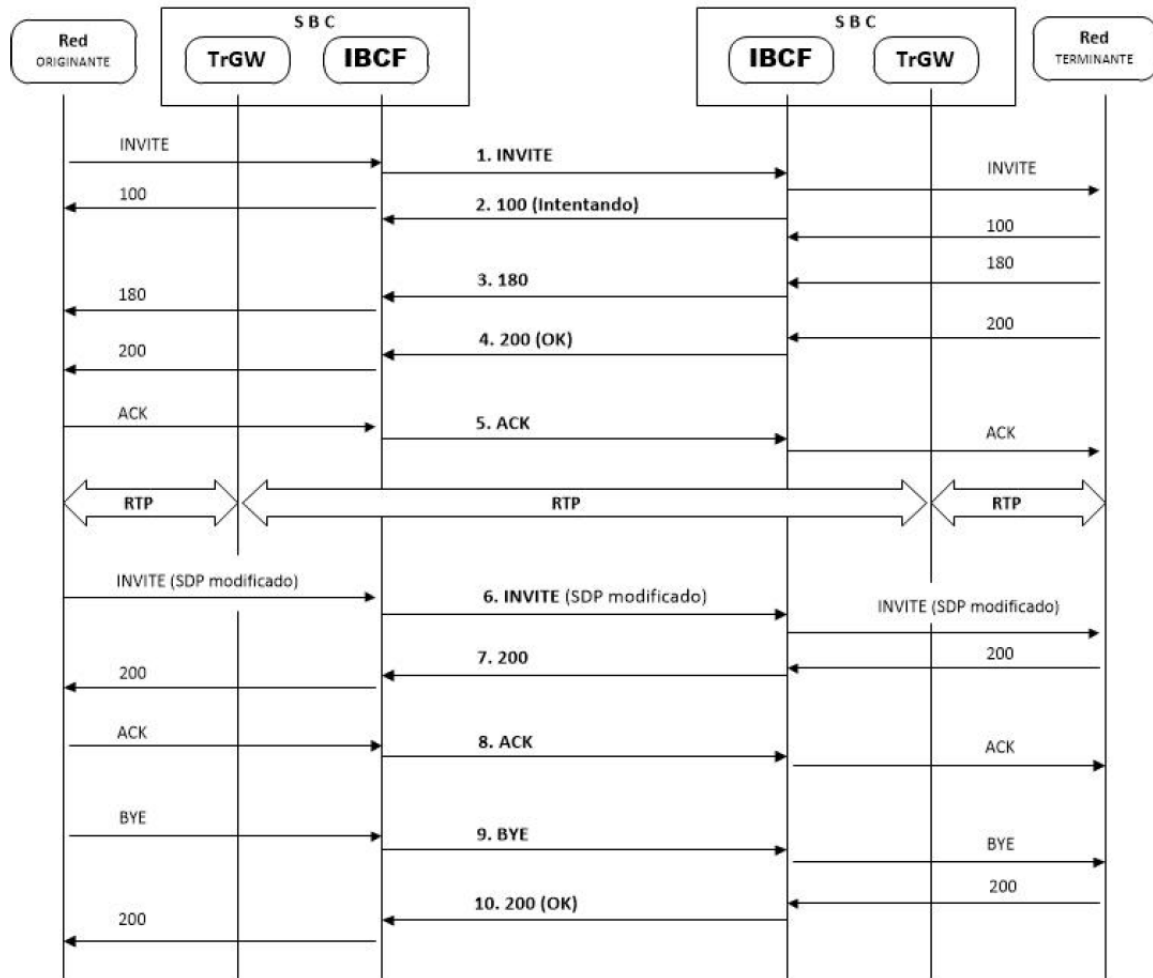 S B C
S B C
Red
ORIGINANTE
TrGW
IBCF
IBCF
TrGW
Red
TERMINANTE
INVITE
1. INVITE
INVITE
100
2. 100 (Intentando)
100
180
3. 180
180
200
4. 200 (OK)
200
ACK
5. ACK
ACK
RTP
RTP
RTP
INVITE (SDP modificado)
6. INVITE (SDP modificado)
INVITE (SDP modificado)
200
7. 200
200
ACK
8. ACK
ACK
BYE
9. BYE
BYE
200
10. 200 (OK)
200